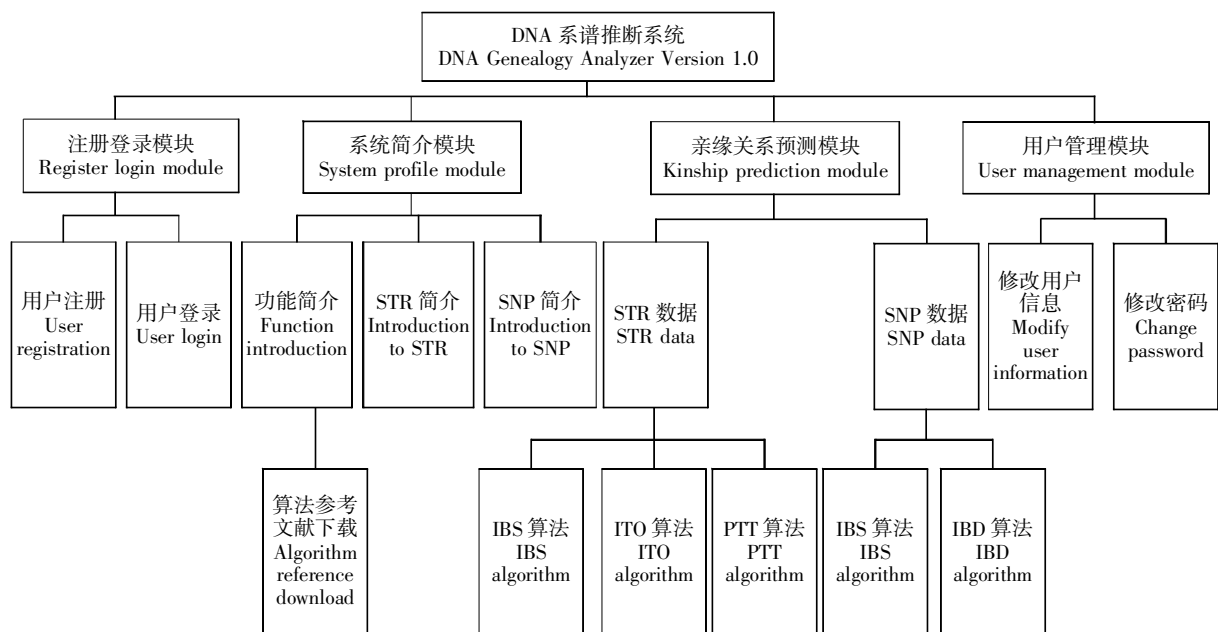 DNA 系谱推断系统
DNA Genealogy Analyzer Version 1.0
注册登录模块
Register login module
系统简介模块
System profile module
亲缘关系预测模块
Kinship prediction module
用户管理模块
User management module
用户注册
User
registration
用户登录
User login
功能简介
Function
introduction
STR 简介
Introduction
to STR
SNP 简介
Introduction
to SNP
STR 数据
STR data
SNP 数据
SNP data
修改用户
信息
Modify
user
information
修改密码
Change
password
算法参考
文献下载
Algorithm
reference
download
IBS 算法
IBS
algorithm
ITO 算法
ITO
algorithm
PTT 算法
PTT
algorithm
IBS 算法
IBS
algorithm
IBD 算法
IBD
algorithm